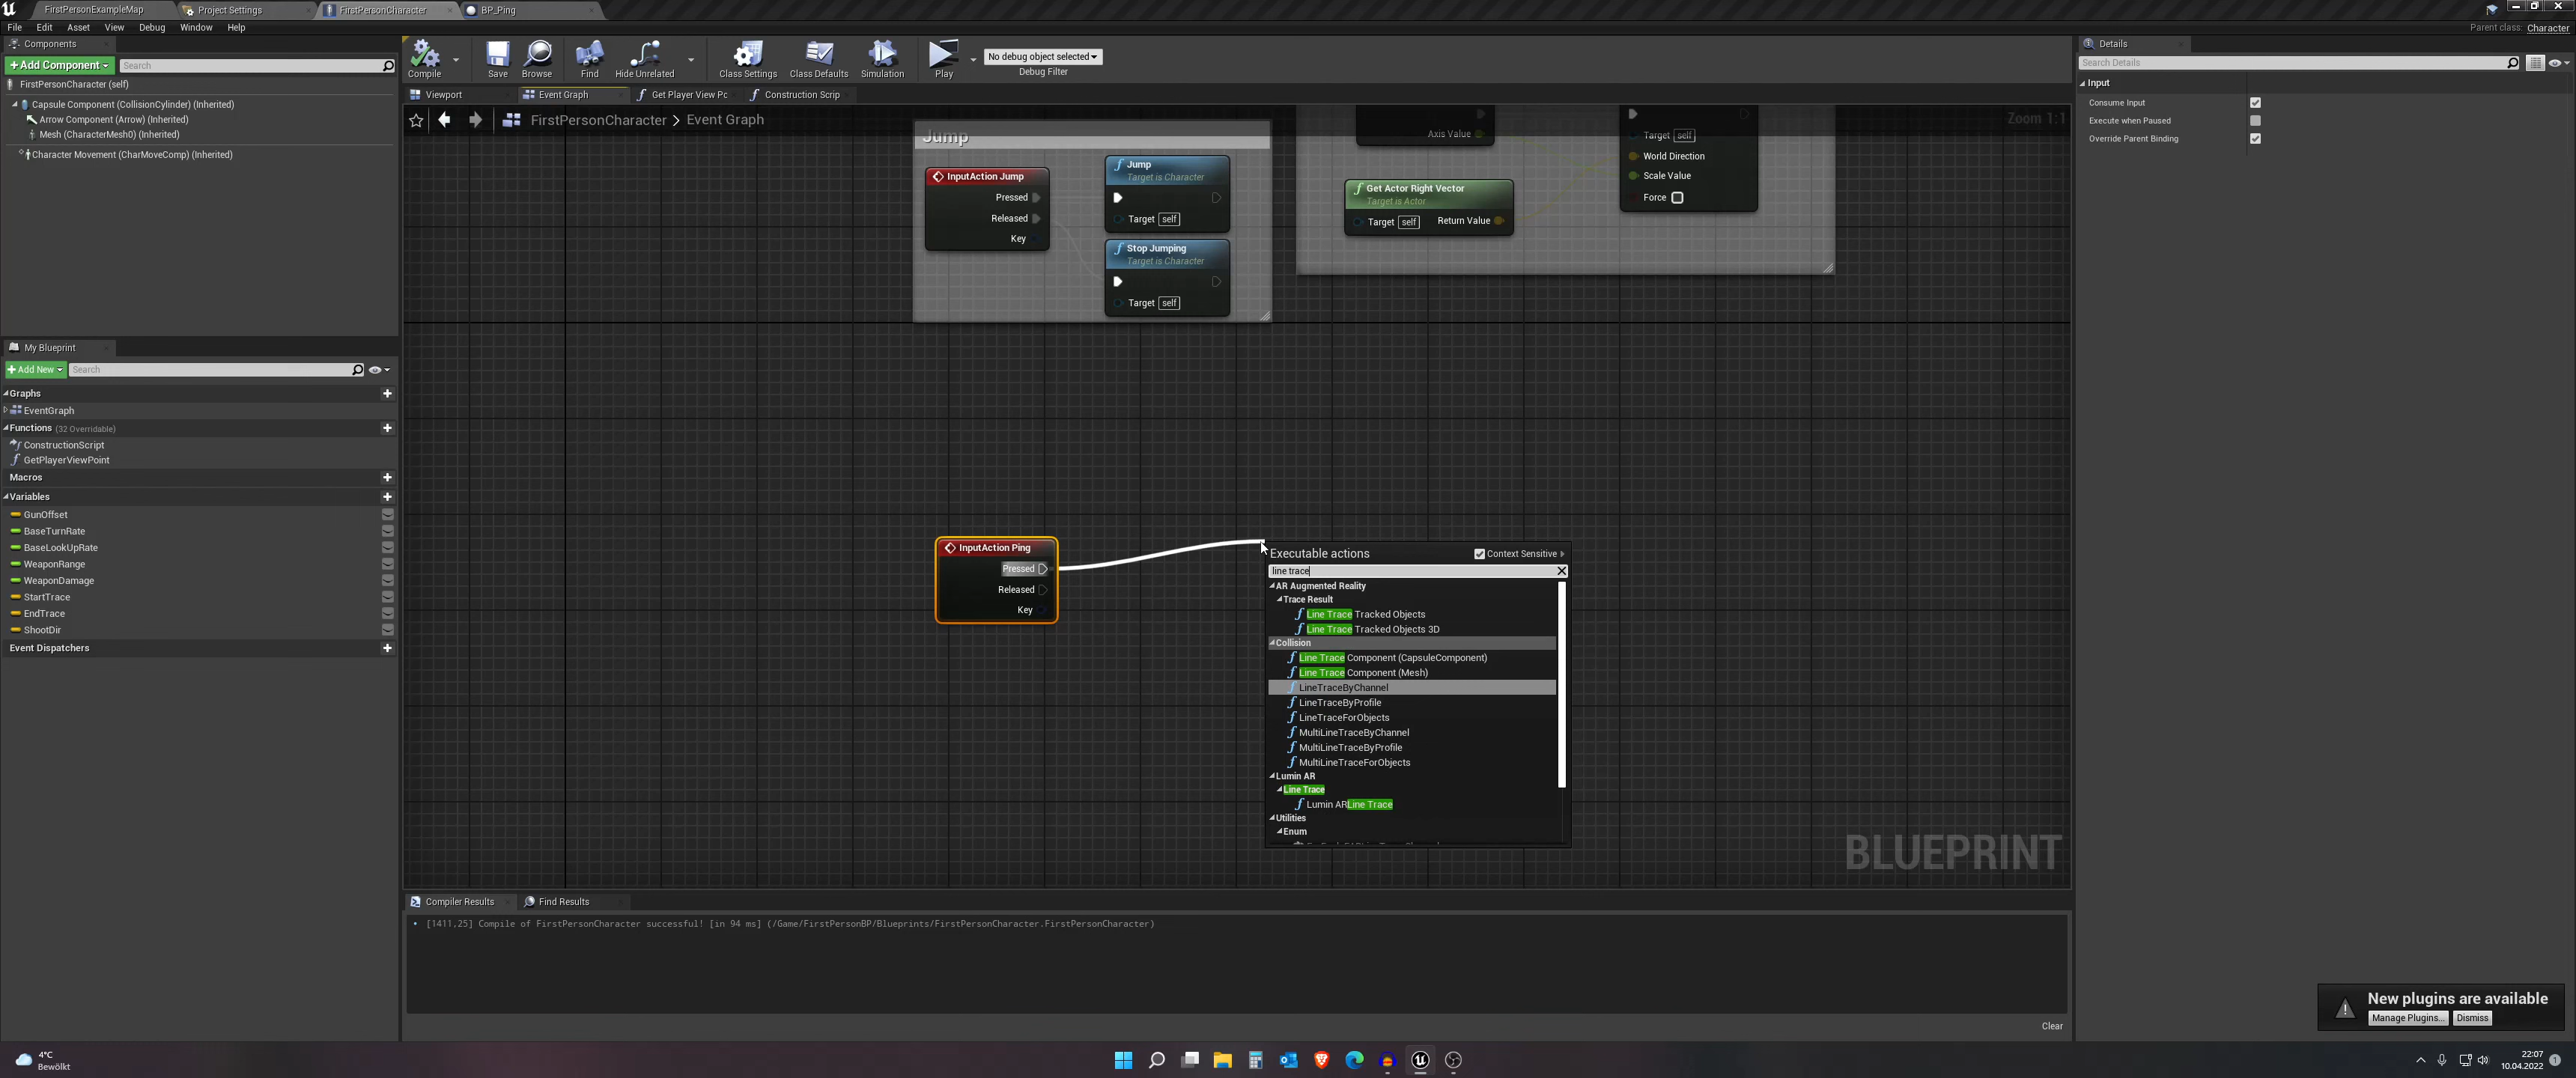 FirstPersonExampleMap
Project Settings
FirstPersonCharacter
BP_Ping
File Edit Asset View Debug Window Help
Parent class: Character
Components
+Add Component
Search
FirstPersonCharacter (self)
Capsule Component (CollisionCylinder) (Inherited)
Arrow Component (Arrow) (Inherited)
Mesh (CharacterMesh0) (Inherited)
Character Movement (CharMoveComp) (Inherited)
My Blueprint
+Add New
Search
Graphs
EventGraph
Functions (32 Overridable)
ConstructionScript
GetPlayerViewPoint
Macros
Variables
GunOffset
BaseTurnRate
BaseLookUpRate
WeaponRange
WeaponDamage
StartTrace
EndTrace
ShootDir
Event Dispatchers
Compile
Save
Browse
Find
Hide Unrelated
Class Settings
Class Defaults
Simulation
Play
No debug object selected
Debug Filter
Viewport
Event Graph
Get Player View Pc
Construction Scrip
FirstPersonCharacter > Event Graph
Zoom 1:1
Jump
InputAction Jump
Pressed
Released
Key
Jump
Target is Character
Target self
Stop Jumping
Target is Character
Target self
Axis Value
Get Actor Right Vector
Target is Actor
Target self Return Value
Target self
World Direction
Scale Value
Force
InputAction Ping
Pressed
Released
Key
Executable actions
Context Sensitive
line trace
AR Augmented Reality
Trace Result
Line Trace Tracked Objects
Line Trace Tracked Objects 3D
Collision
Line Trace Component (CapsuleComponent)
Line Trace Component (Mesh)
LineTraceByChannel
LineTraceByProfile
LineTraceForObjects
MultiLineTraceByChannel
MultiLineTraceByProfile
MultiLineTraceForObjects
Lumin AR
Line Trace
Lumin ARLine Trace
Utilities
Enum
BLUEPRINT
Compiler Results
Find Results
[1411,25] Compile of FirstPersonCharacter successful! [in 94 ms] (/Game/FirstPersonBP/Blueprints/FirstPersonCharacter.FirstPersonCharacter)
Clear
Details
Search Details
Input
Consume Input
Execute when Paused
Override Parent Binding
New plugins are available
Manage Plugins...
Dismiss
4°C
Bewölkt
22:07
10.04.2022
1